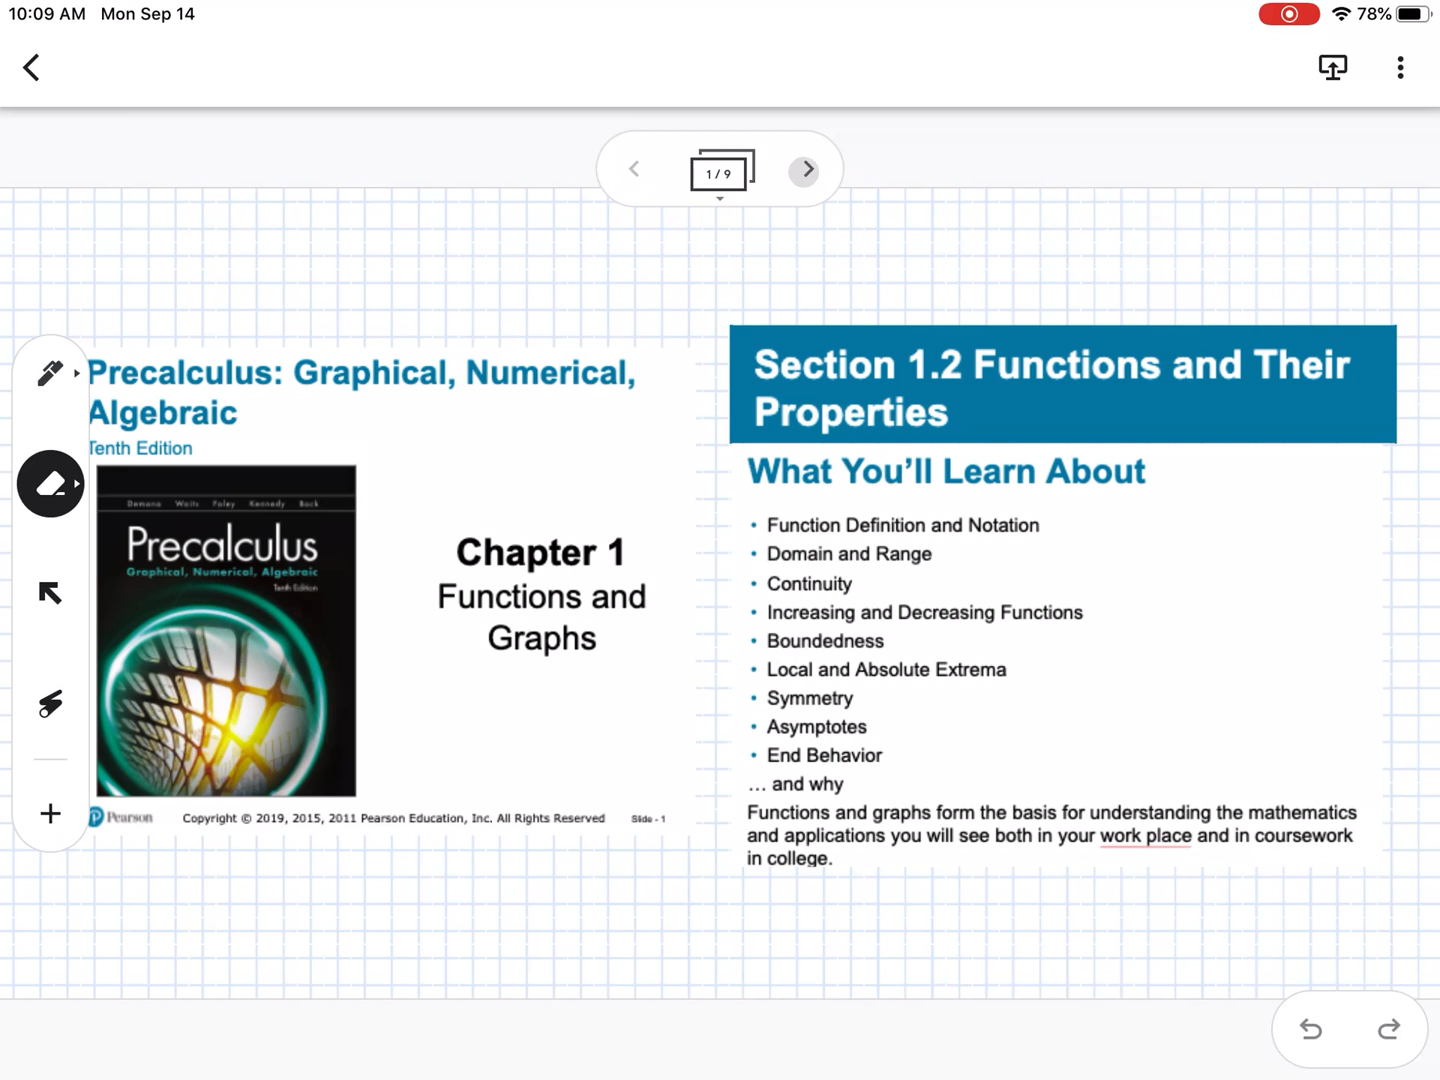 10:09 AM Mon Sep 14
78%
1 / 9
Precalculus: Graphical, Numerical,
Algebraic
Tenth Edition
Demana Waits Foley Kennedy Bock
Precalculus
Graphical, Numerical, Algebraic
Tenth Edition
Chapter 1
Functions and
Graphs
Pearson Copyright © 2019, 2015, 2011 Pearson Education, Inc. All Rights Reserved Slide - 1
Section 1.2 Functions and Their
Properties
What You’ll Learn About
• Function Definition and Notation
• Domain and Range
• Continuity
• Increasing and Decreasing Functions
• Boundedness
• Local and Absolute Extrema
• Symmetry
• Asymptotes
• End Behavior
… and why
Functions and graphs form the basis for understanding the mathematics
and applications you will see both in your work place and in coursework
in college.